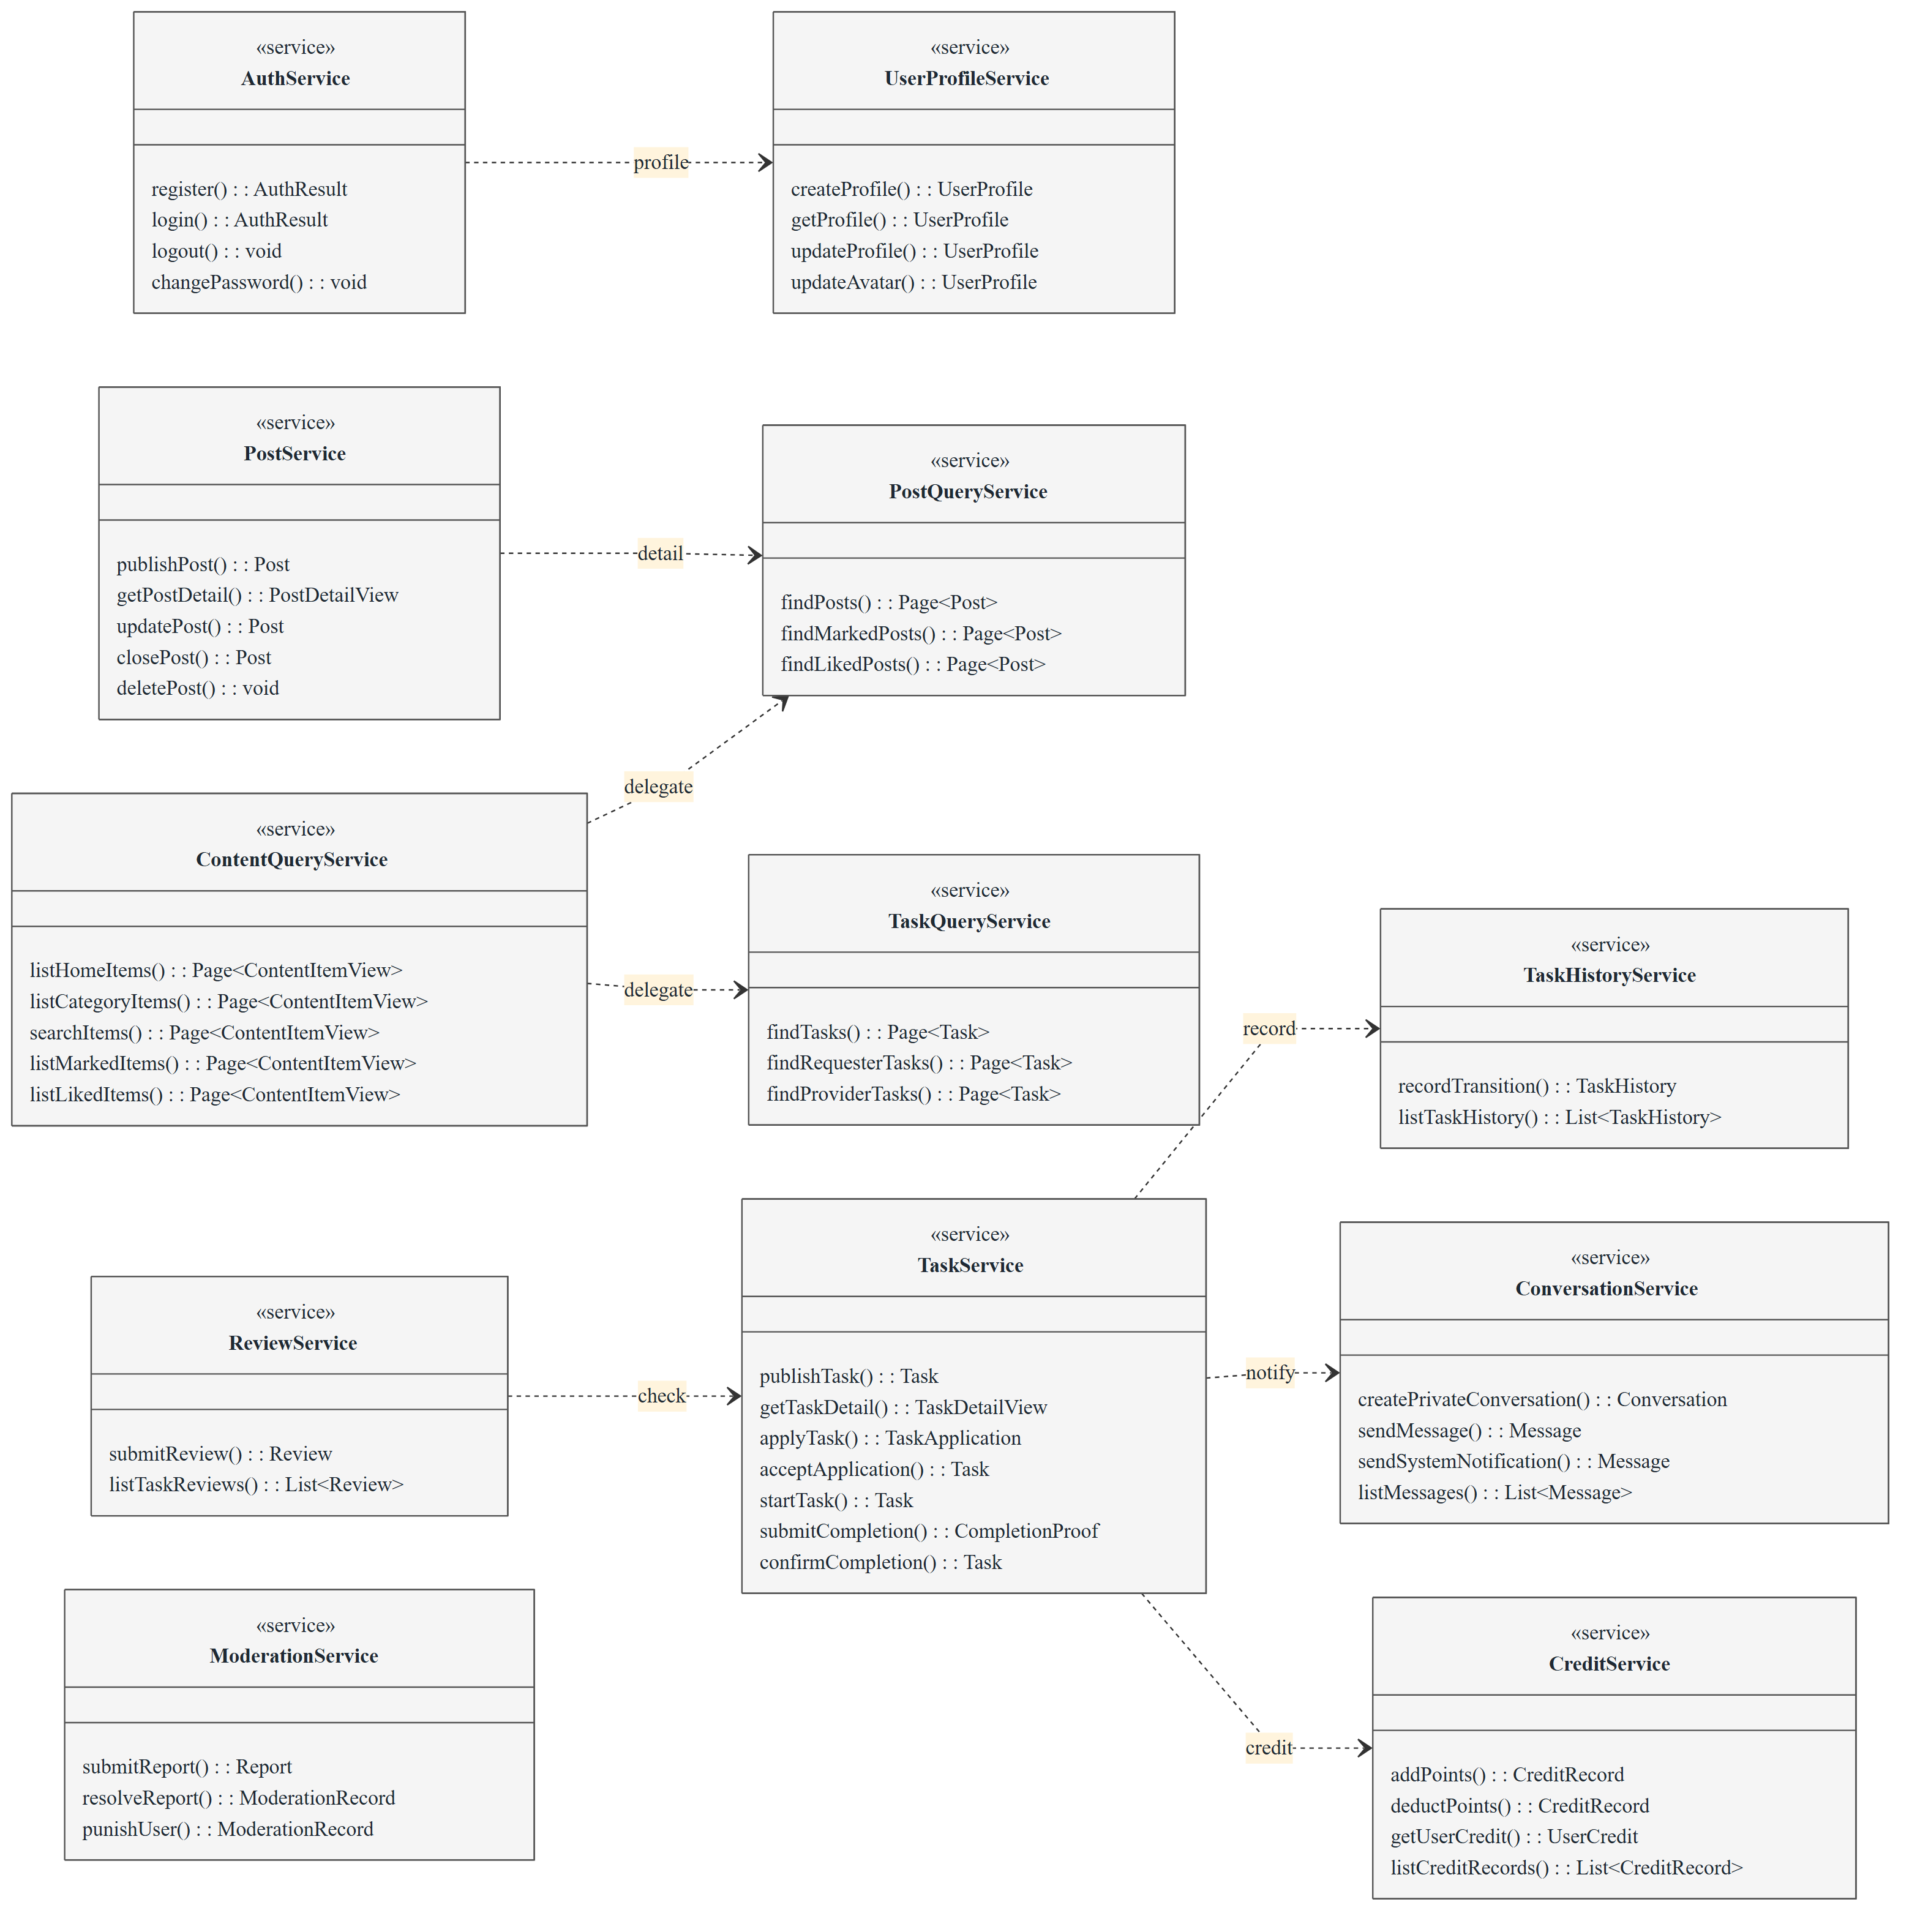 «service»
AuthService
register() : : AuthResult
login() : : AuthResult
logout() : : void
changePassword() : : void
profile
«service»
UserProfileService
createProfile() : : UserProfile
getProfile() : : UserProfile
updateProfile() : : UserProfile
updateAvatar() : : UserProfile
«service»
PostService
publishPost() : : Post
getPostDetail() : : PostDetailView
updatePost() : : Post
closePost() : : Post
deletePost() : : void
detail
«service»
PostQueryService
findPosts() : : Page<Post>
findMarkedPosts() : : Page<Post>
findLikedPosts() : : Page<Post>
delegate
«service»
ContentQueryService
listHomeItems() : : Page<ContentItemView>
listCategoryItems() : : Page<ContentItemView>
searchItems() : : Page<ContentItemView>
listMarkedItems() : : Page<ContentItemView>
listLikedItems() : : Page<ContentItemView>
delegate
«service»
TaskQueryService
findTasks() : : Page<Task>
findRequesterTasks() : : Page<Task>
findProviderTasks() : : Page<Task>
record
«service»
TaskHistoryService
recordTransition() : : TaskHistory
listTaskHistory() : : List<TaskHistory>
«service»
ReviewService
submitReview() : : Review
listTaskReviews() : : List<Review>
check
«service»
TaskService
publishTask() : : Task
getTaskDetail() : : TaskDetailView
applyTask() : : TaskApplication
acceptApplication() : : Task
startTask() : : Task
submitCompletion() : : CompletionProof
confirmCompletion() : : Task
notify
«service»
ConversationService
createPrivateConversation() : : Conversation
sendMessage() : : Message
sendSystemNotification() : : Message
listMessages() : : List<Message>
«service»
ModerationService
submitReport() : : Report
resolveReport() : : ModerationRecord
punishUser() : : ModerationRecord
credit
«service»
CreditService
addPoints() : : CreditRecord
deductPoints() : : CreditRecord
getUserCredit() : : UserCredit
listCreditRecords() : : List<CreditRecord>